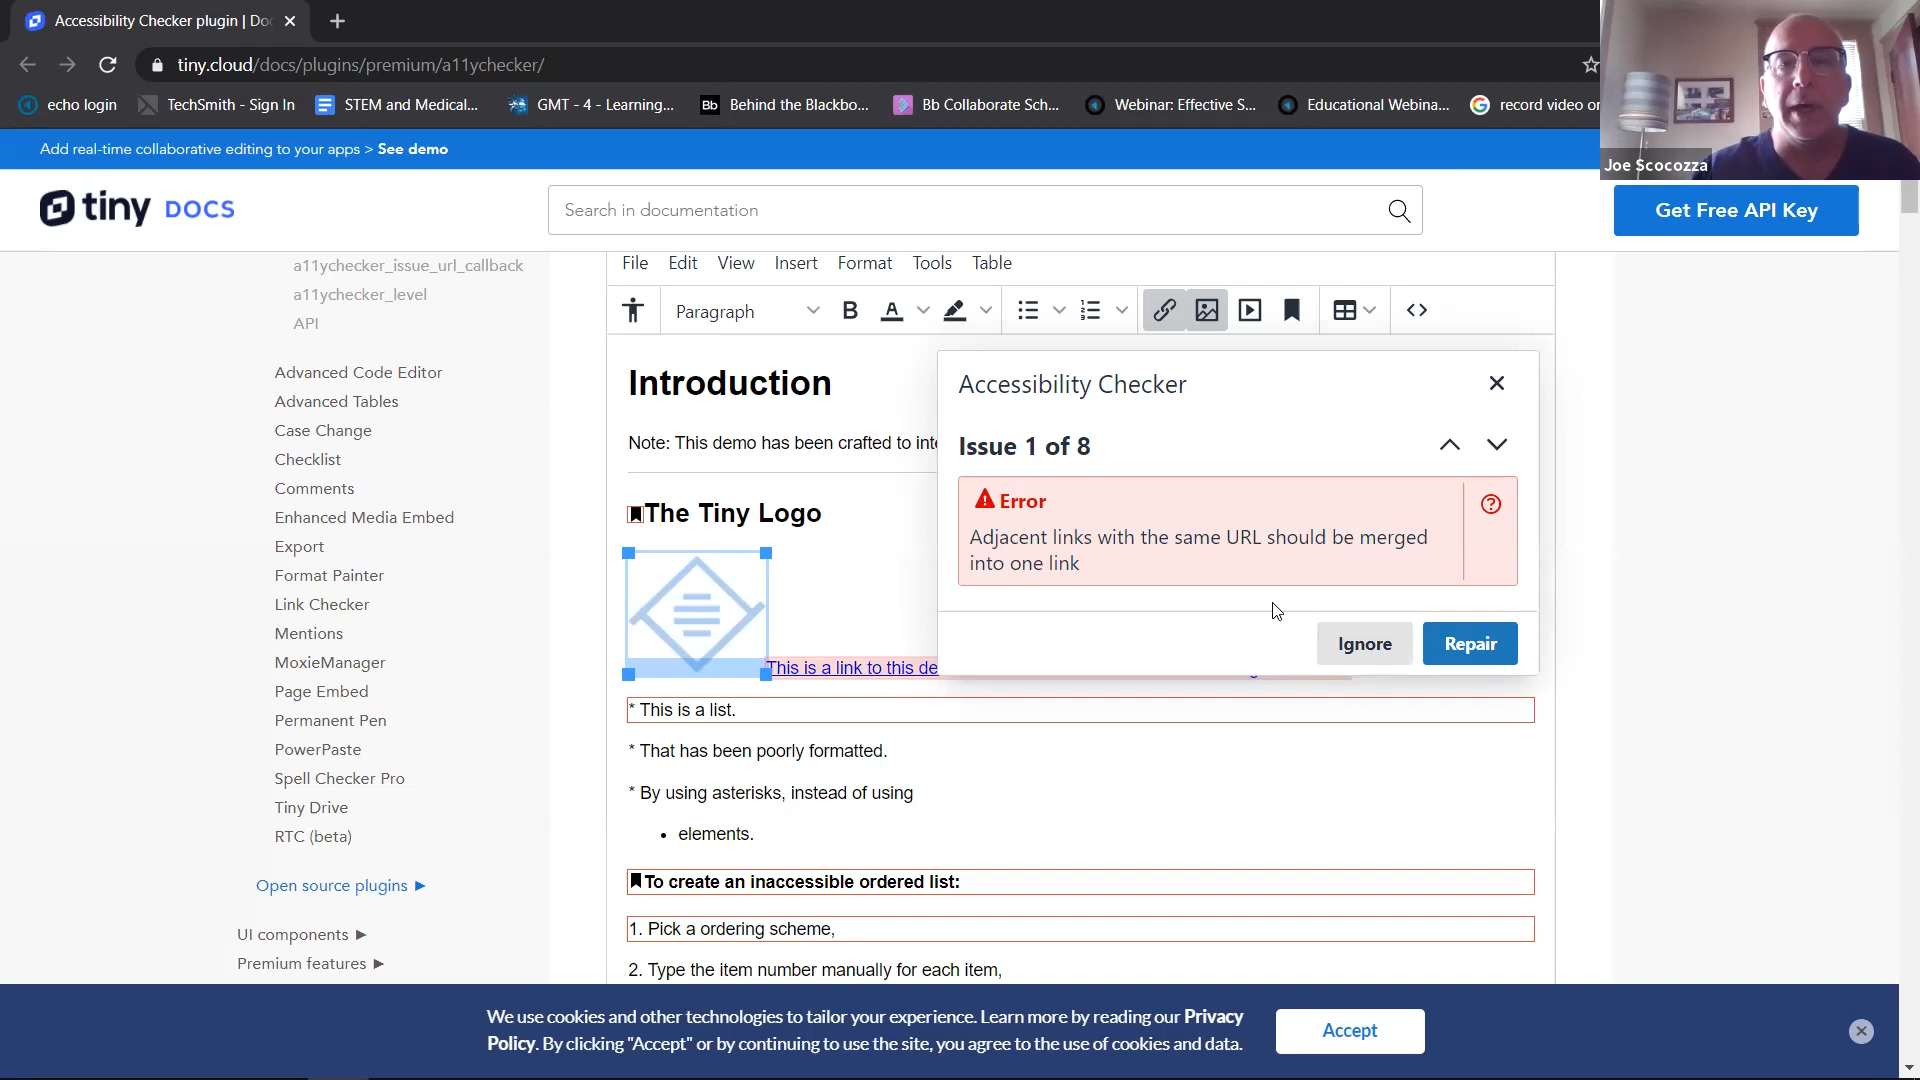 Accessibility Checker plugin | Do
tiny.cloud/docs/plugins/premium/a11ychecker/
echo login
TechSmith - Sign In
STEM and Medical...
GMT - 4 - Learning...
Bb
Behind the Blackbo...
Bb Collaborate Sch...
Webinar: Effective S...
Educational Webina...
record video or
Joe Scocozza
Add real-time collaborative editing to your apps > See demo
tiny DOCS
Search in documentation
Get Free API Key
a11ychecker_issue_url_callback
a11ychecker_level
API
Advanced Code Editor
Advanced Tables
Case Change
Checklist
Comments
Enhanced Media Embed
Export
Format Painter
Link Checker
Mentions
MoxieManager
Page Embed
Permanent Pen
PowerPaste
Spell Checker Pro
Tiny Drive
RTC (beta)
Open source plugins ▶
UI components ▶
Premium features ▶
File Edit View Insert Format Tools Table
Paragraph
B
A
Introduction
Note: This demo has been crafted to inte
The Tiny Logo
This is a link to this de
* This is a list.
* That has been poorly formatted.
* By using asterisks, instead of using
• elements.
To create an inaccessible ordered list:
1. Pick a ordering scheme,
2. Type the item number manually for each item,
Accessibility Checker
Issue 1 of 8
Error
Adjacent links with the same URL should be merged
into one link
Ignore
Repair
We use cookies and other technologies to tailor your experience. Learn more by reading our Privacy
Policy. By clicking "Accept" or by continuing to use the site, you agree to the use of cookies and data.
Accept